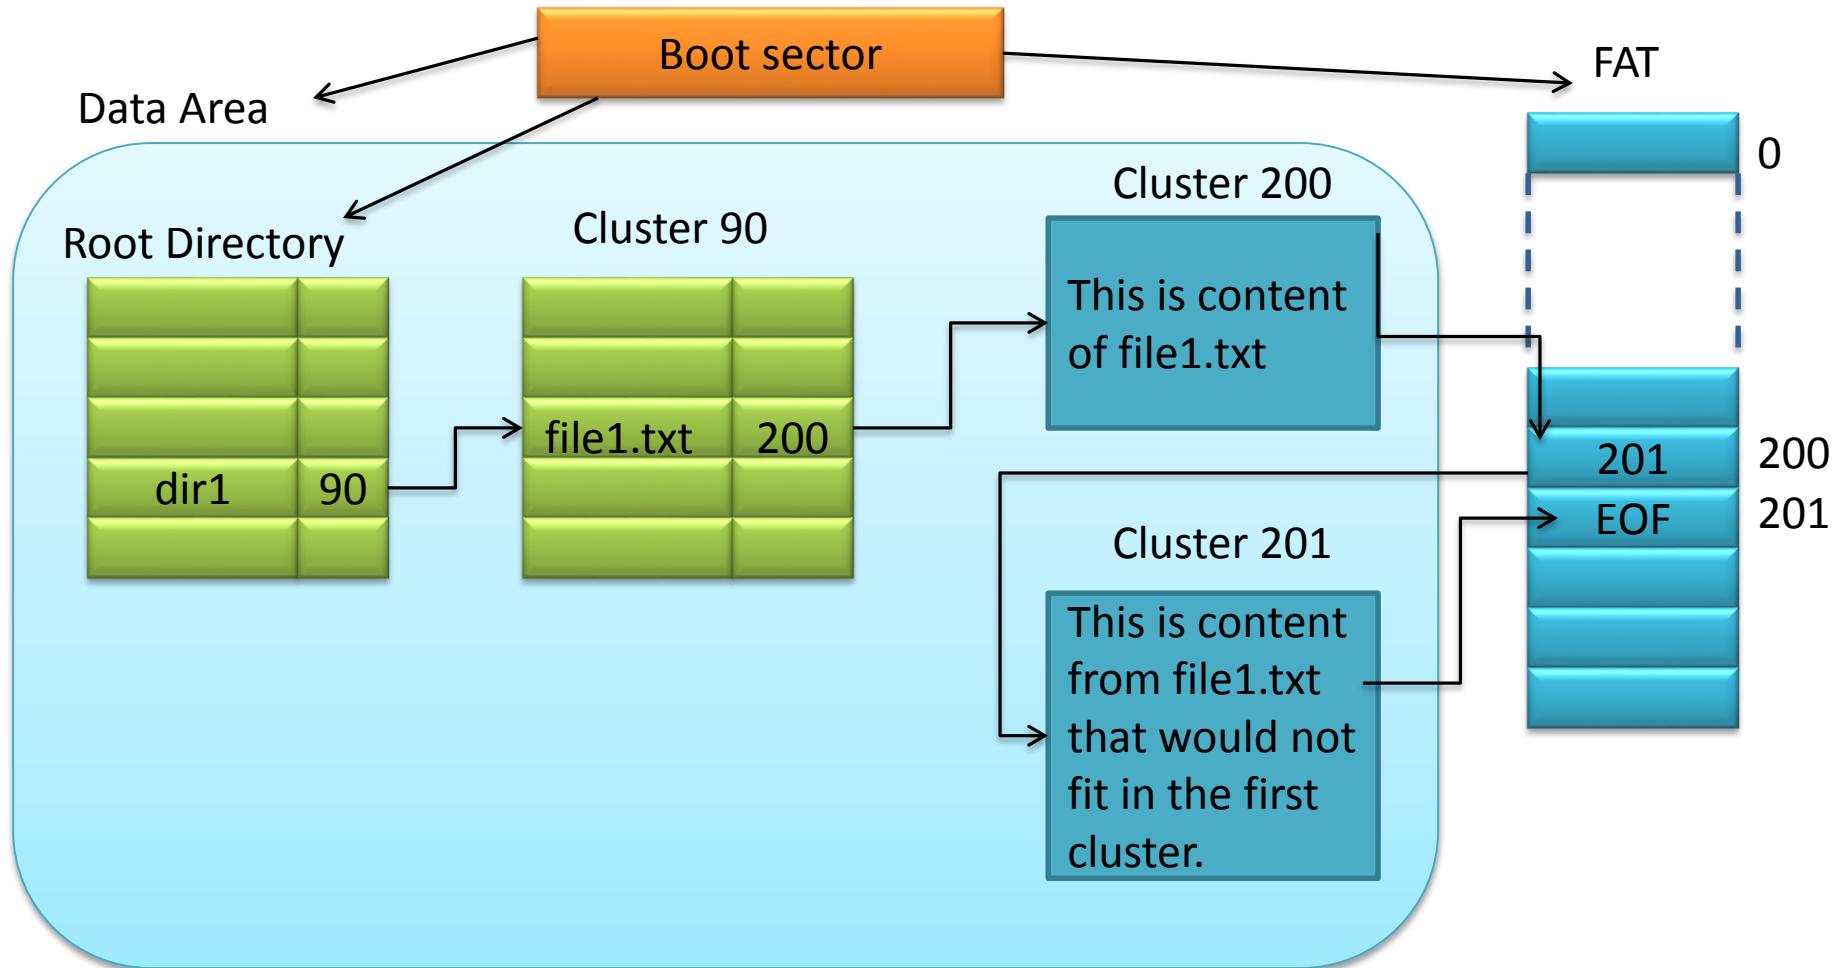 Boot sector
FAT
Data Area
0
Cluster 200
Root Directory
Cluster 90
This is content
of file1.txt
file1.txt 200
dir1 90
201 200
EOF 201
Cluster 201
This is content
from file1.txt
that would not
fit in the first
cluster.